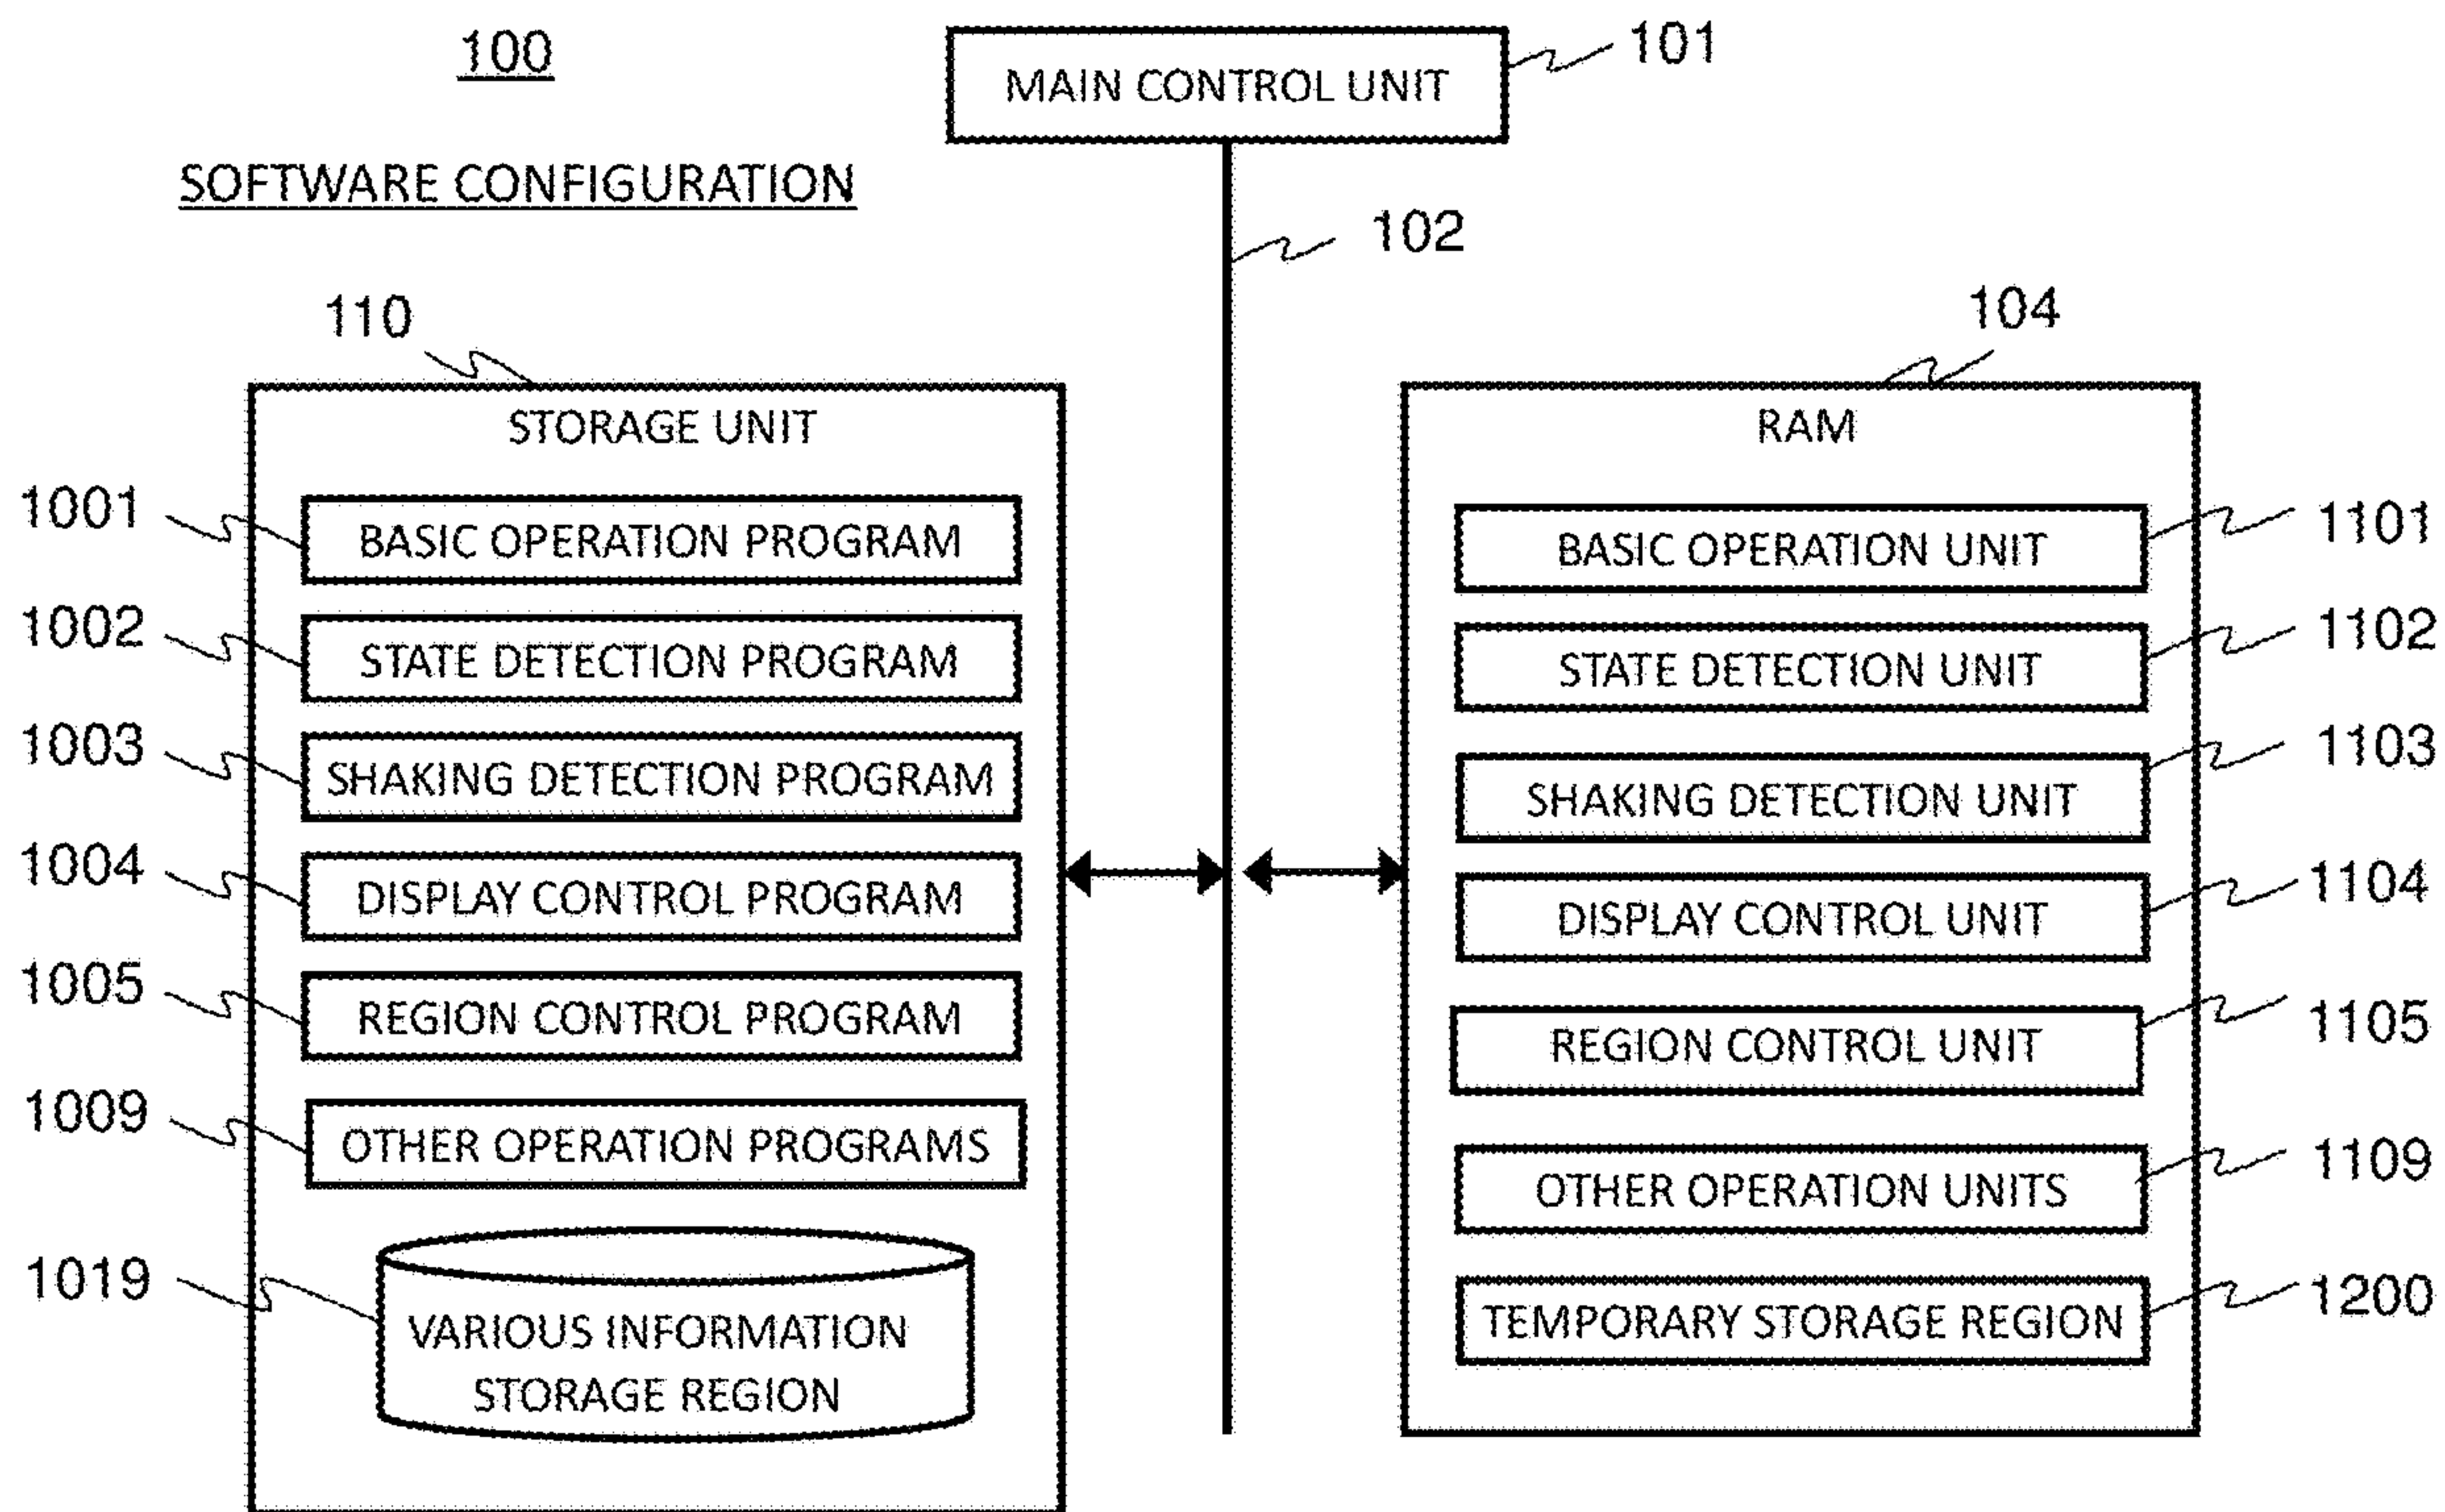 100
MAIN CONTROL UNIT
101
SOFTWARE CONFIGURATION
102
110
STORAGE UNIT
1001
BASIC OPERATION PROGRAM
1002
STATE DETECTION PROGRAM
1003
SHAKING DETECTION PROGRAM
1004
DISPLAY CONTROL PROGRAM
1005
REGION CONTROL PROGRAM
1009
OTHER OPERATION PROGRAMS
1019
VARIOUS INFORMATION
STORAGE REGION
104
RAM
BASIC OPERATION UNIT
1101
STATE DETECTION UNIT
1102
SHAKING DETECTION UNIT
1103
DISPLAY CONTROL UNIT
1104
REGION CONTROL UNIT
1105
OTHER OPERATION UNITS
1109
TEMPORARY STORAGE REGION
1200